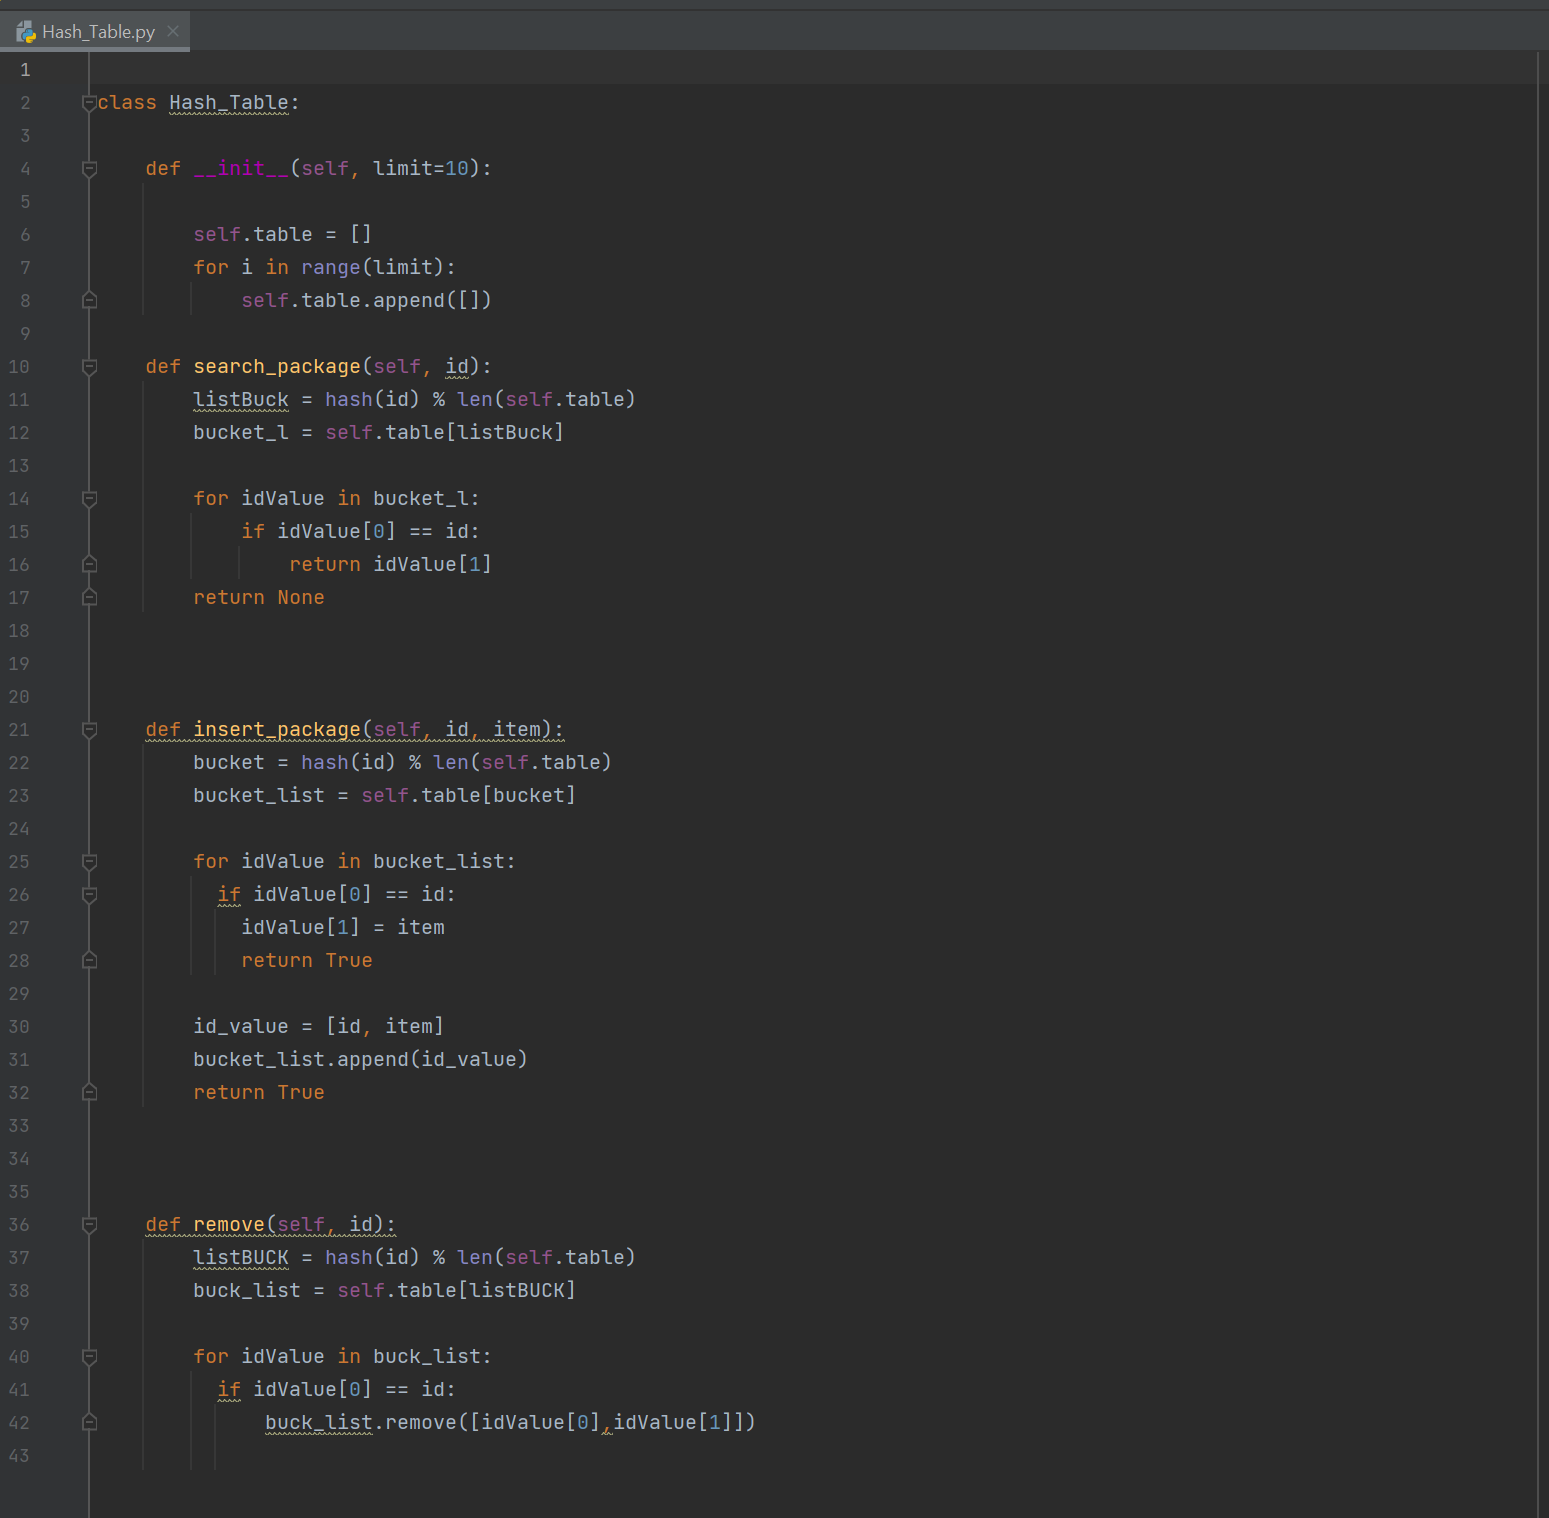 Hash_Table.py
1
2 class Hash_Table:
3
4     def __init__(self, limit=10):
5
6         self.table = []
7         for i in range(limit):
8             self.table.append([])
9
10     def search_package(self, id):
11         listBuck = hash(id) % len(self.table)
12         bucket_l = self.table[listBuck]
13
14         for idValue in bucket_l:
15             if idValue[0] == id:
16                 return idValue[1]
17         return None
18
19
20
21     def insert_package(self, id, item):
22         bucket = hash(id) % len(self.table)
23         bucket_list = self.table[bucket]
24
25         for idValue in bucket_list:
26           if idValue[0] == id:
27             idValue[1] = item
28             return True
29
30         id_value = [id, item]
31         bucket_list.append(id_value)
32         return True
33
34
35
36     def remove(self, id):
37         listBUCK = hash(id) % len(self.table)
38         buck_list = self.table[listBUCK]
39
40         for idValue in buck_list:
41           if idValue[0] == id:
42               buck_list.remove([idValue[0],idValue[1]])
43